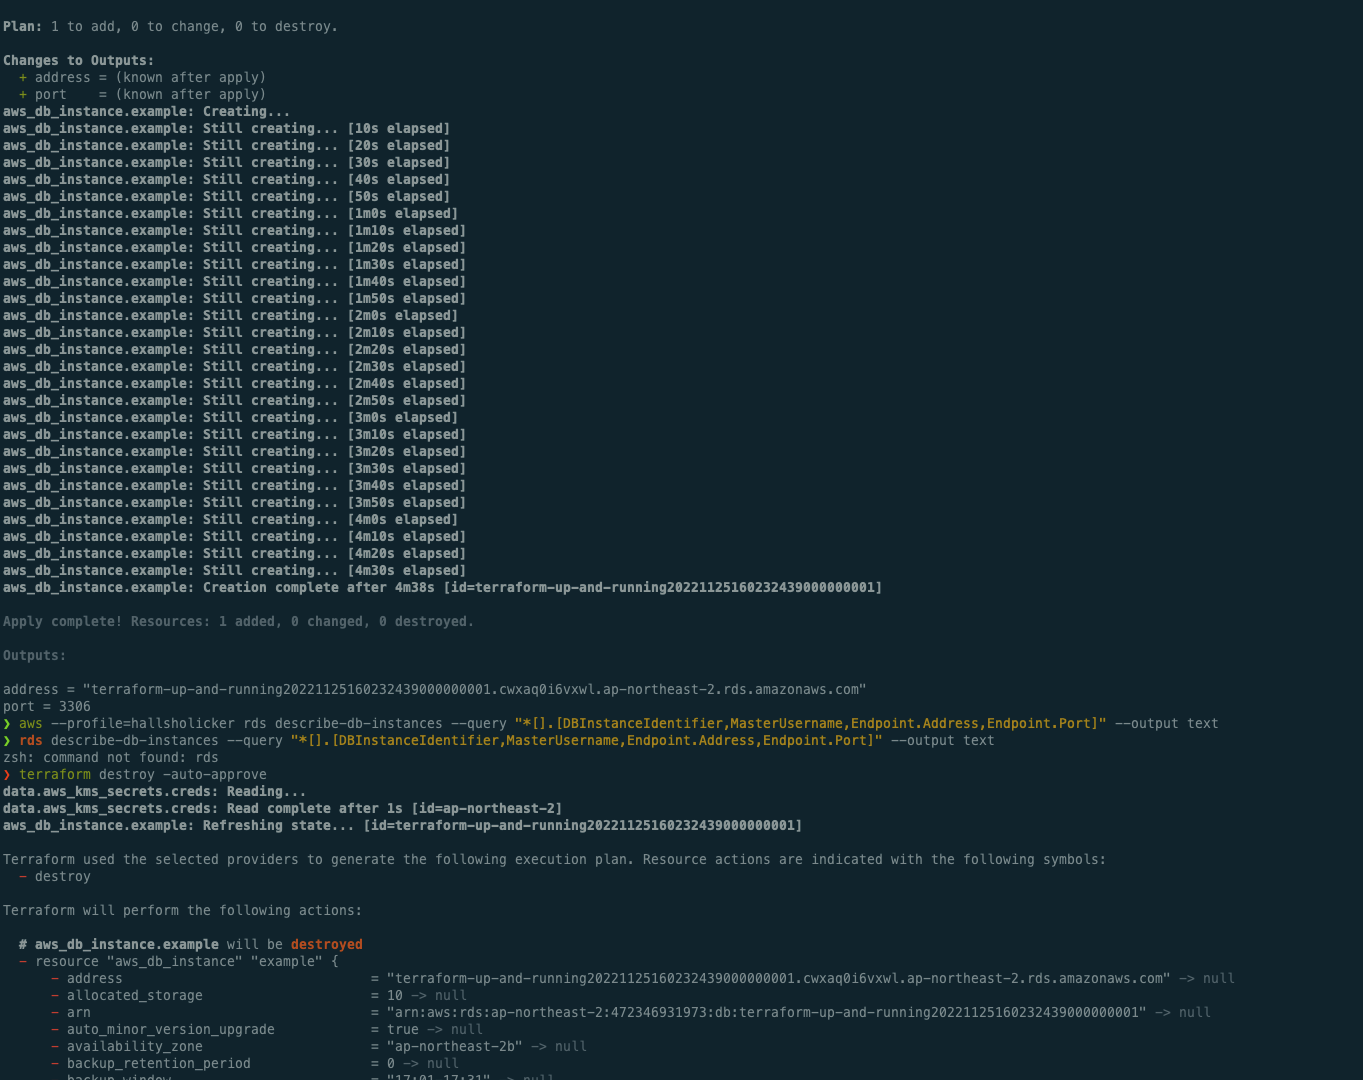 Plan: 1 to add, 0 to change, 0 to destroy.
Changes to Outputs:
+ address = (known after apply)
+ port    = (known after apply)
aws_db_instance.example: Creating...
aws_db_instance.example: Still creating... [10s elapsed]
aws_db_instance.example: Still creating... [20s elapsed]
aws_db_instance.example: Still creating... [30s elapsed]
aws_db_instance.example: Still creating... [40s elapsed]
aws_db_instance.example: Still creating... [50s elapsed]
aws_db_instance.example: Still creating... [1m0s elapsed]
aws_db_instance.example: Still creating... [1m10s elapsed]
aws_db_instance.example: Still creating... [1m20s elapsed]
aws_db_instance.example: Still creating... [1m30s elapsed]
aws_db_instance.example: Still creating... [1m40s elapsed]
aws_db_instance.example: Still creating... [1m50s elapsed]
aws_db_instance.example: Still creating... [2m0s elapsed]
aws_db_instance.example: Still creating... [2m10s elapsed]
aws_db_instance.example: Still creating... [2m20s elapsed]
aws_db_instance.example: Still creating... [2m30s elapsed]
aws_db_instance.example: Still creating... [2m40s elapsed]
aws_db_instance.example: Still creating... [2m50s elapsed]
aws_db_instance.example: Still creating... [3m0s elapsed]
aws_db_instance.example: Still creating... [3m10s elapsed]
aws_db_instance.example: Still creating... [3m20s elapsed]
aws_db_instance.example: Still creating... [3m30s elapsed]
aws_db_instance.example: Still creating... [3m40s elapsed]
aws_db_instance.example: Still creating... [3m50s elapsed]
aws_db_instance.example: Still creating... [4m0s elapsed]
aws_db_instance.example: Still creating... [4m10s elapsed]
aws_db_instance.example: Still creating... [4m20s elapsed]
aws_db_instance.example: Still creating... [4m30s elapsed]
aws_db_instance.example: Creation complete after 4m38s [id=terraform-up-and-running20221125160232439000000001]
Apply complete! Resources: 1 added, 0 changed, 0 destroyed.
Outputs:
address = "terraform-up-and-running20221125160232439000000001.cwxaq0i6vxwl.ap-northeast-2.rds.amazonaws.com"
port = 3306
❯ aws --profile=hallsholicker rds describe-db-instances --query "*[].[DBInstanceIdentifier,MasterUsername,Endpoint.Address,Endpoint.Port]" --output text
❯ rds describe-db-instances --query "*[].[DBInstanceIdentifier,MasterUsername,Endpoint.Address,Endpoint.Port]" --output text
zsh: command not found: rds
❯ terraform destroy -auto-approve
data.aws_kms_secrets.creds: Reading...
data.aws_kms_secrets.creds: Read complete after 1s [id=ap-northeast-2]
aws_db_instance.example: Refreshing state... [id=terraform-up-and-running20221125160232439000000001]
Terraform used the selected providers to generate the following execution plan. Resource actions are indicated with the following symbols:
- destroy
Terraform will perform the following actions:
# aws_db_instance.example will be destroyed
- resource "aws_db_instance" "example" {
- address = "terraform-up-and-running20221125160232439000000001.cwxaq0i6vxwl.ap-northeast-2.rds.amazonaws.com" -> null
- allocated_storage = 10 -> null
- arn = "arn:aws:rds:ap-northeast-2:472346931973:db:terraform-up-and-running20221125160232439000000001" -> null
- auto_minor_version_upgrade = true -> null
- availability_zone = "ap-northeast-2b" -> null
- backup_retention_period = 0 -> null
- backup_window = "17:01-17:31" -> null